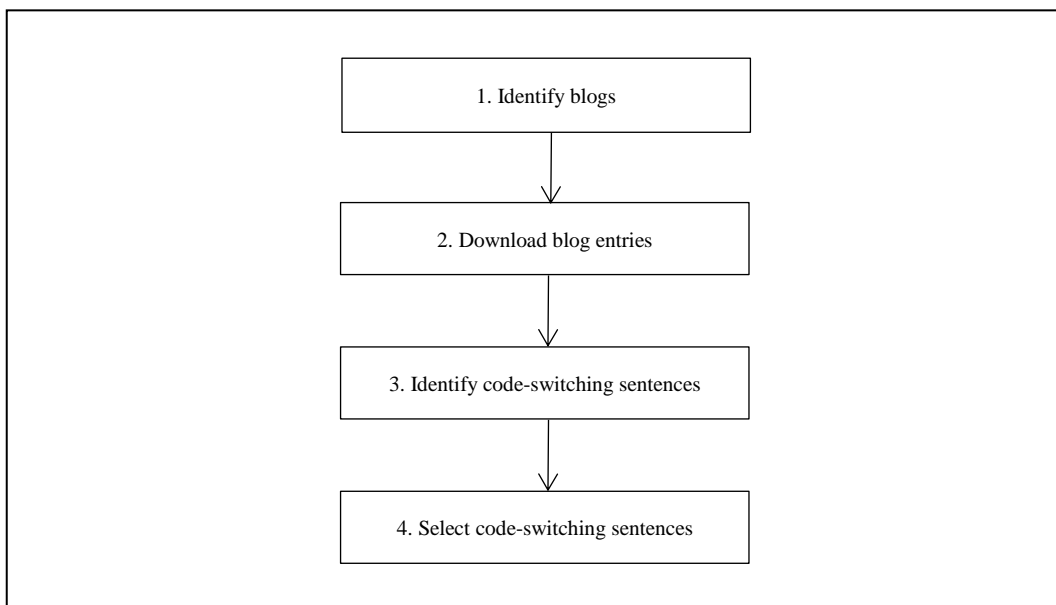 1. Identify blogs
2. Download blog entries
3. Identify code-switching sentences
4. Select code-switching sentences